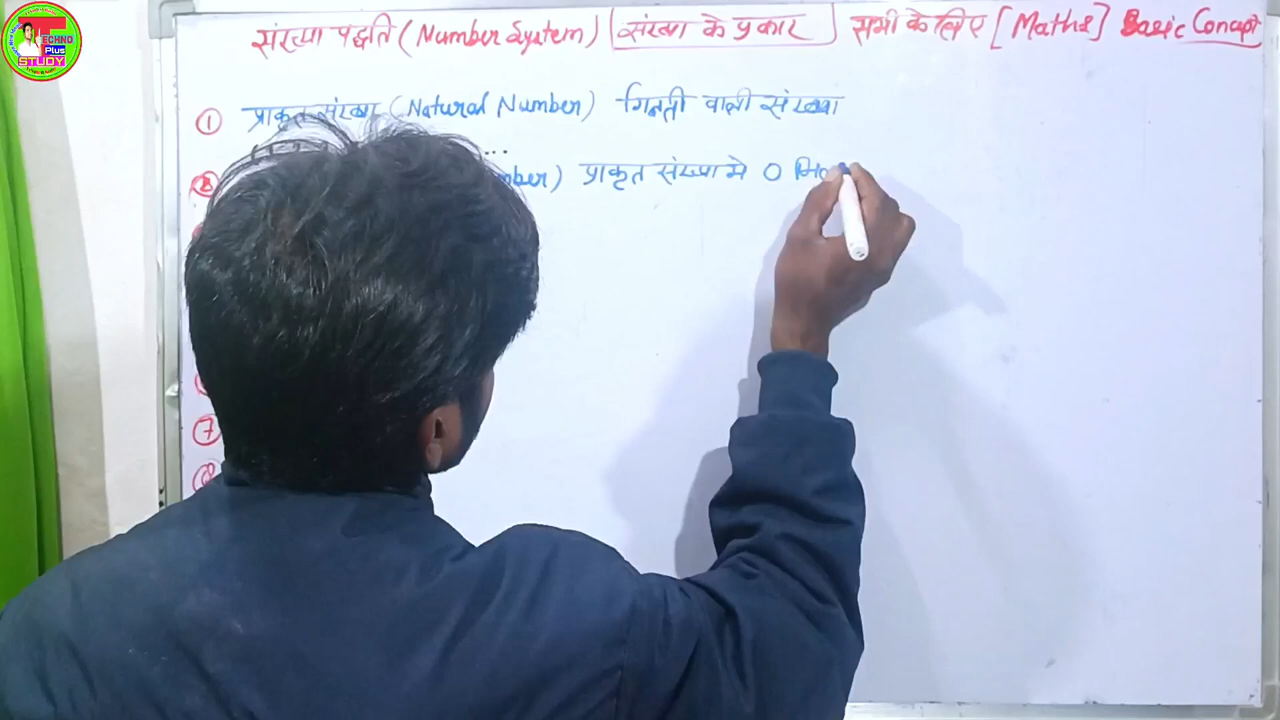 TECHNO
Plus
STUDY
संख्या पद्धति (Number System) संख्या के प्रकार सभी के लिए [Maths] Basic Concept
① प्राकृत संख्या (Natural Number) गिनती वाली संख्या
...
② mber) प्राकृत संख्या मे 0
⑦